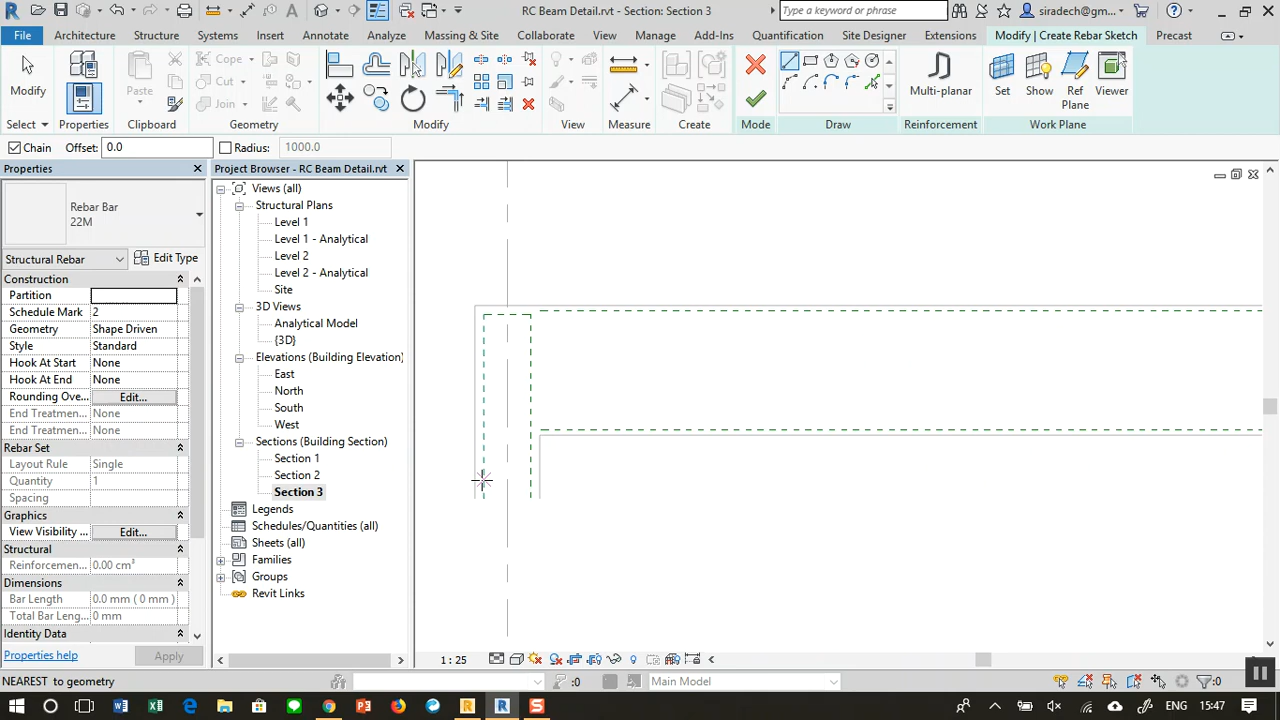 RC Beam Detail.rvt - Section: Section 3
Type a keyword or phrase
siradech@gm...
File Architecture Structure Systems Insert Annotate Analyze Massing & Site Collaborate View Manage Add-Ins Quantification Site Designer Extensions Modify | Create Rebar Sketch Precast
Modify
Paste
Cope
Cut
Join
Multi-planar
Set
Show
Ref
Plane
Viewer
Select Properties Clipboard Geometry Modify View Measure Create Mode Draw Reinforcement Work Plane
Chain Offset: 0.0 Radius: 1000.0
Properties
Rebar Bar
22M
Structural Rebar Edit Type
Construction
Partition
Schedule Mark 2
Geometry Shape Driven
Style Standard
Hook At Start None
Hook At End None
Rounding Ove... Edit...
End Treatmen... None
End Treatmen... None
Rebar Set
Layout Rule Single
Quantity 1
Spacing
Graphics
View Visibility ... Edit...
Structural
Reinforcemen... 0.00 cm³
Dimensions
Bar Length 0.0 mm ( 0 mm )
Total Bar Leng... 0 mm
Identity Data
Properties help Apply
Project Browser - RC Beam Detail.rvt
Views (all)
Structural Plans
Level 1
Level 1 - Analytical
Level 2
Level 2 - Analytical
Site
3D Views
Analytical Model
{3D}
Elevations (Building Elevation)
East
North
South
West
Sections (Building Section)
Section 1
Section 2
Section 3
Legends
Schedules/Quantities (all)
Sheets (all)
Families
Groups
Revit Links
1 : 25
NEAREST to geometry
:0
Main Model
:0
ENG 15:47